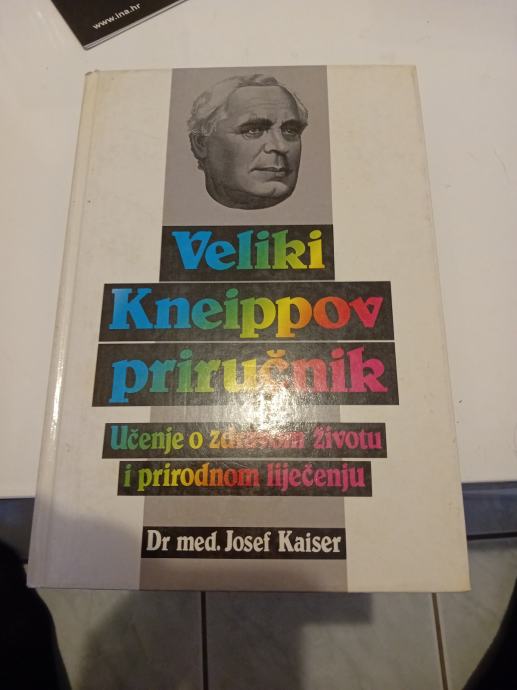 www.ina.hr
Veliki
Kneippov
priručnik
Učenje o zdravom životu
i prirodnom liječenju
Dr med. Josef Kaiser